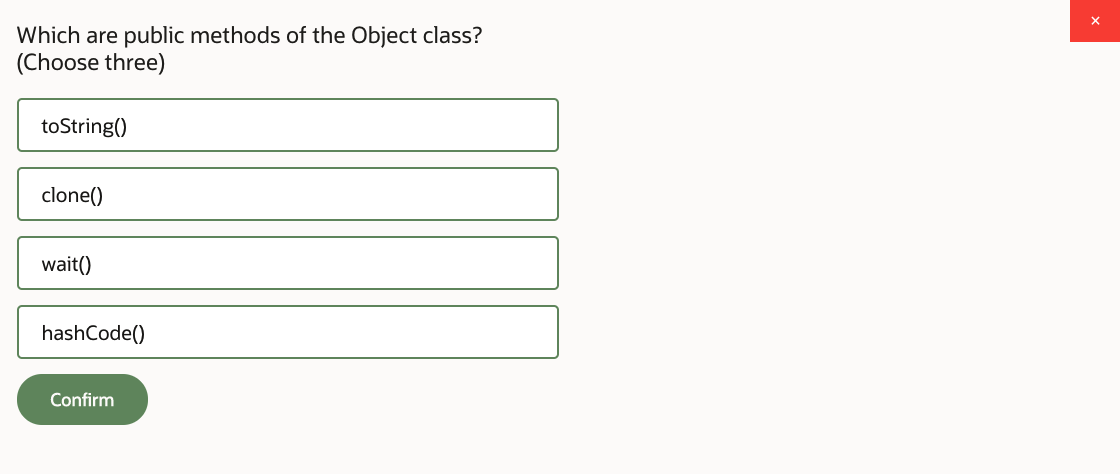 Which are public methods of the Object class?
(Choose three)
toString()
clone()
wait()
hashCode()
Confirm
×